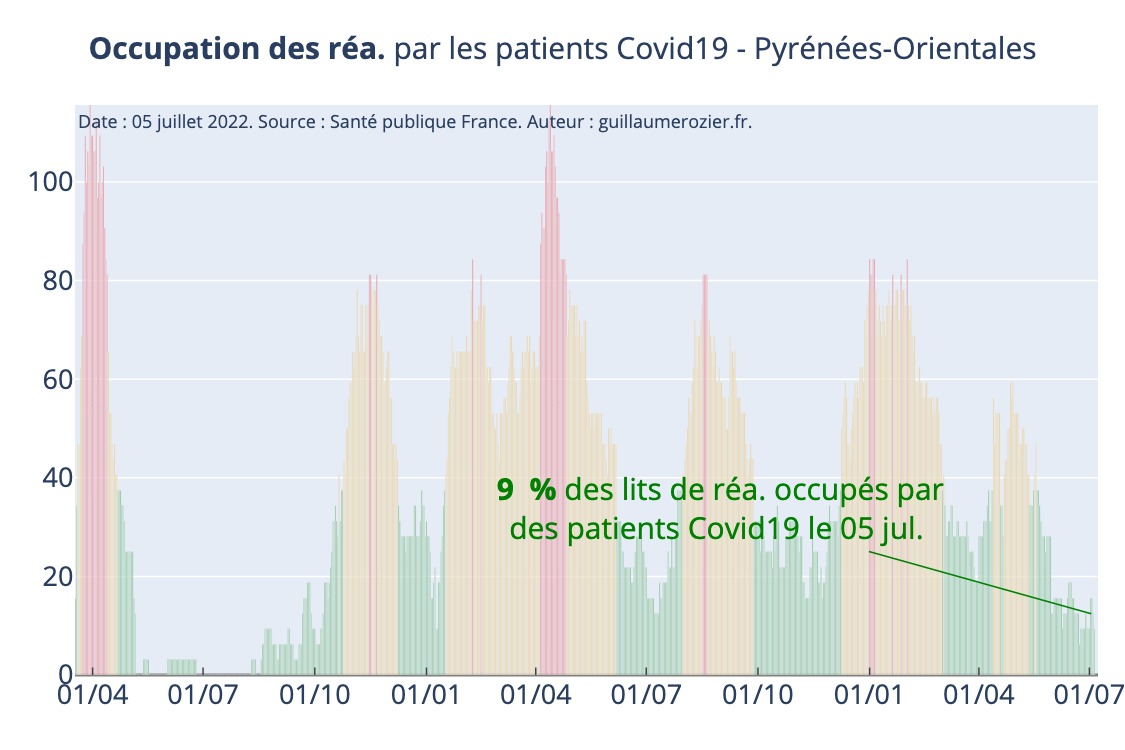 Occupation des réa. par les patients Covid19 - Pyrénées-Orientales
Date : 05 juillet 2022. Source : Santé publique France. Auteur : guillaumerozier.fr.
100
80
60
40
20
0
9 % des lits de réa. occupés par
des patients Covid19 le 05 jul.
01/04 01/07 01/10 01/01 01/04 01/07 01/10 01/01 01/04 01/07